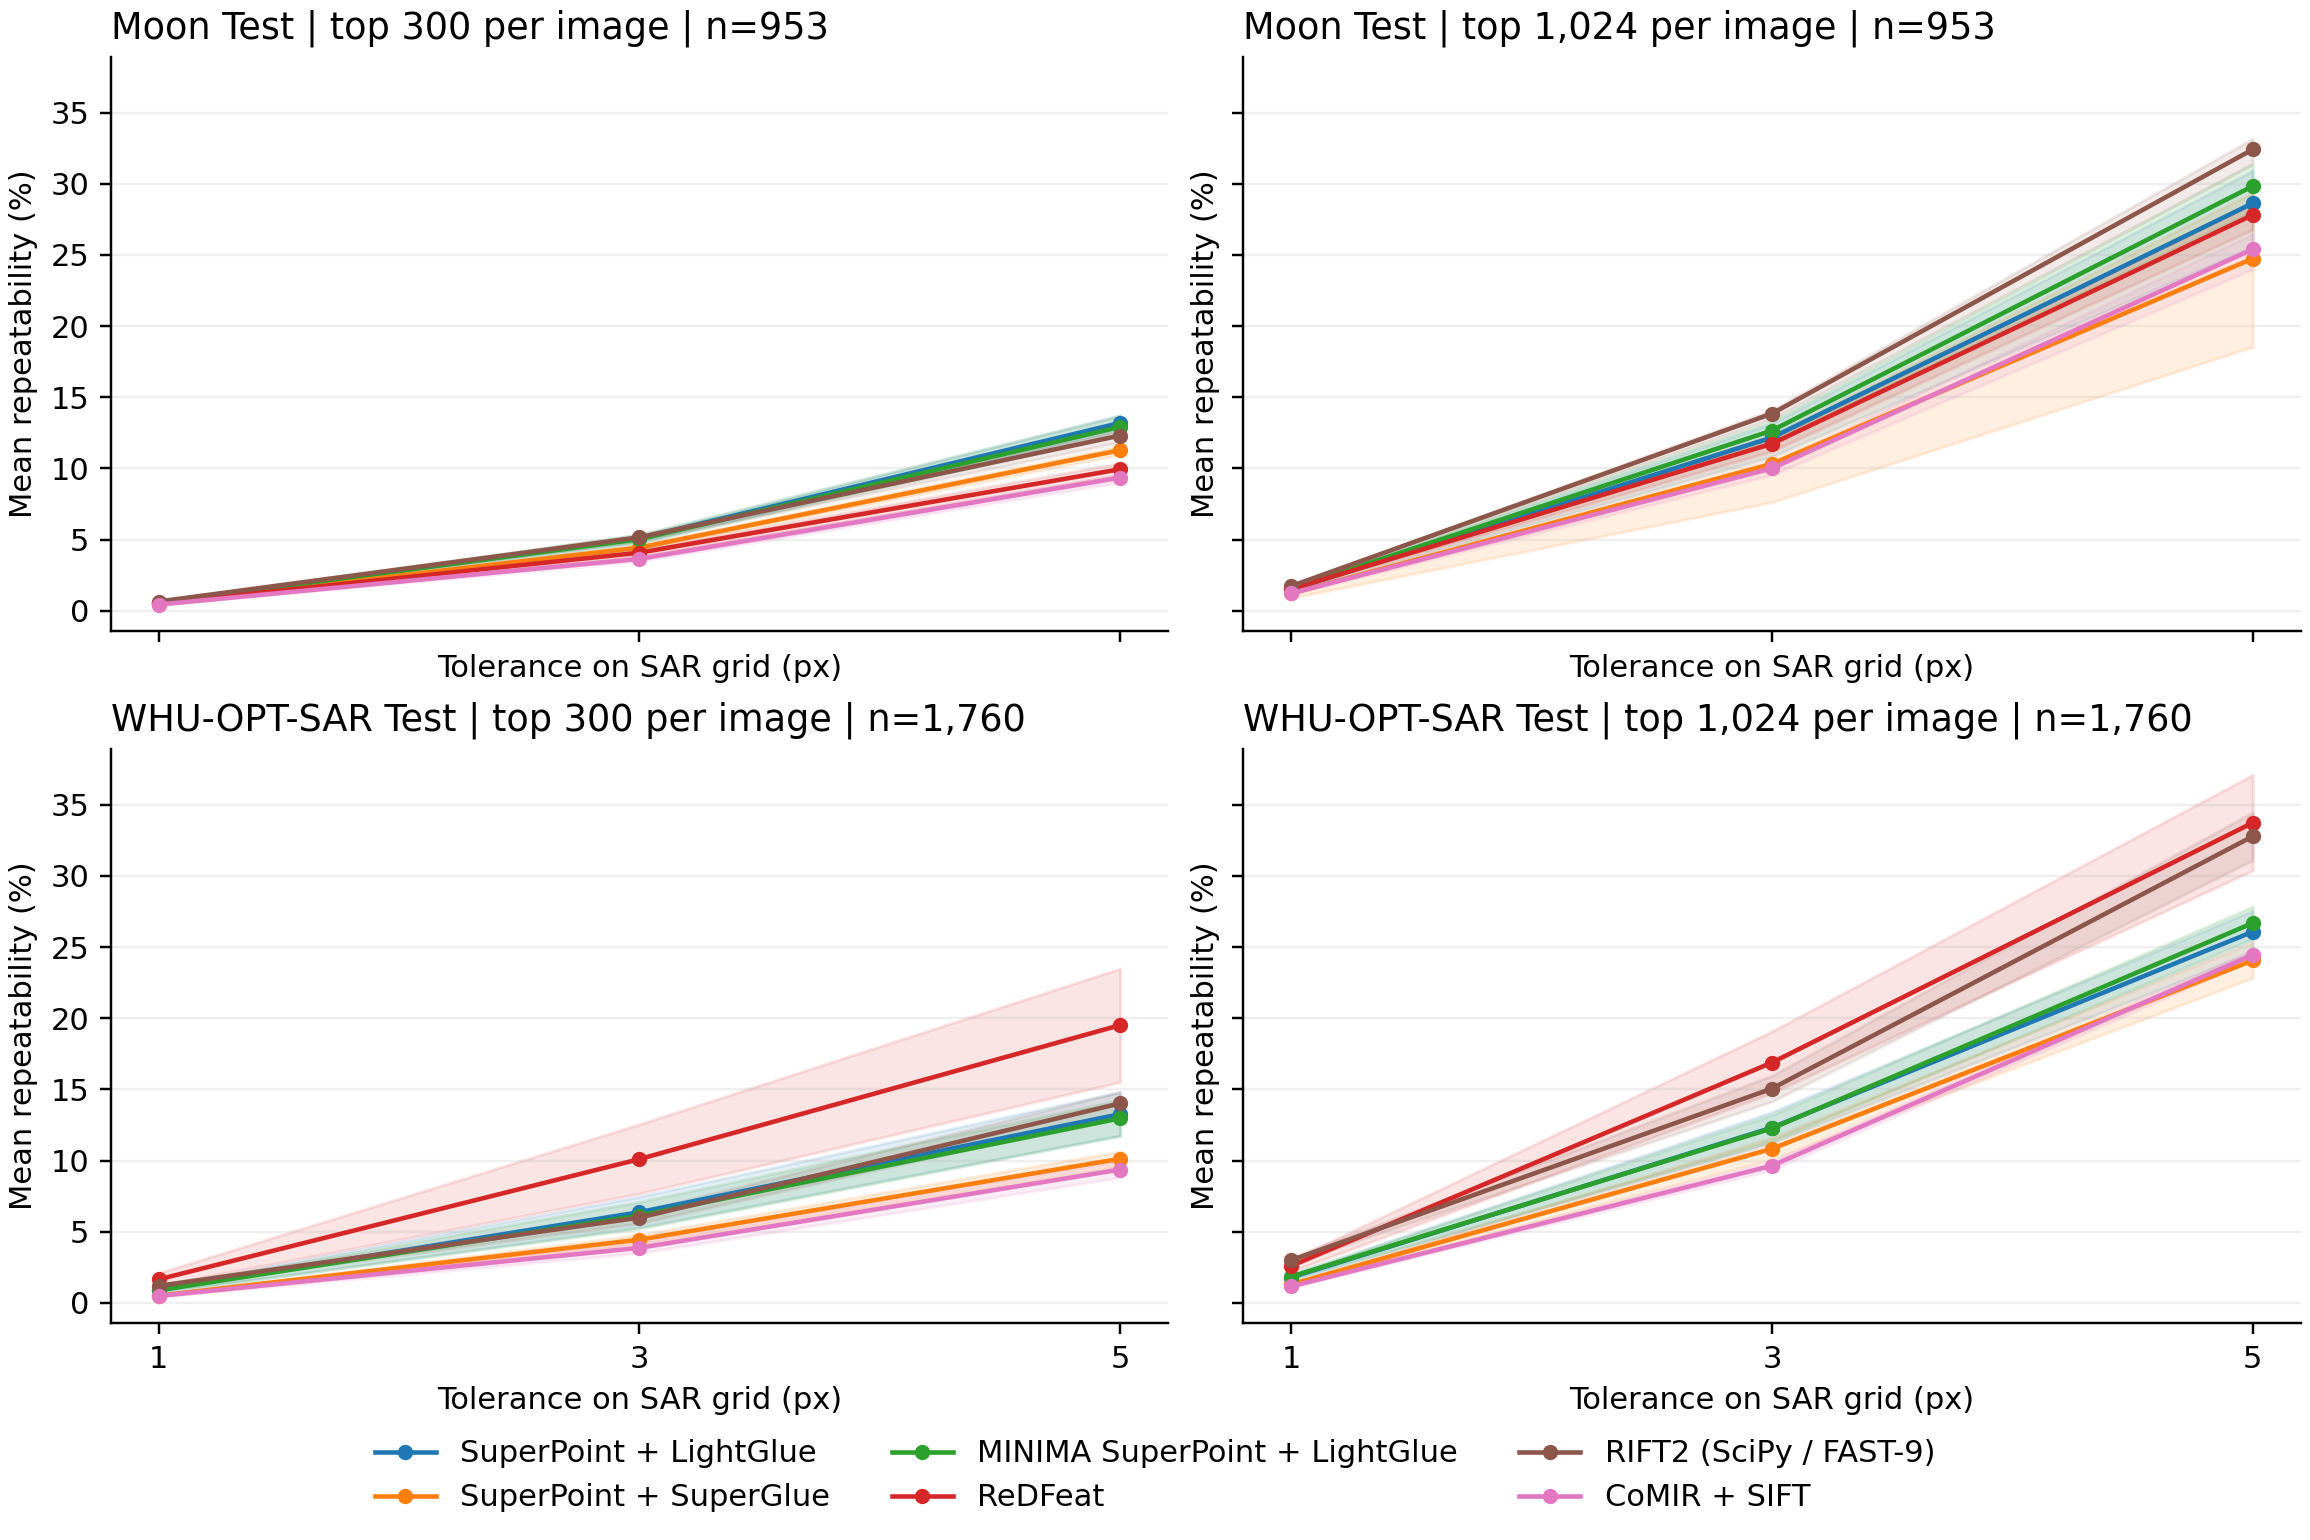 Moon Test | top 300 per image | n=953
Mean repeatability (%)
35
30
25
20
15
10
5
0
Tolerance on SAR grid (px)
Moon Test | top 1,024 per image | n=953
Mean repeatability (%)
Tolerance on SAR grid (px)
WHU-OPT-SAR Test | top 300 per image | n=1,760
Mean repeatability (%)
35
30
25
20
15
10
5
0
1 3 5
Tolerance on SAR grid (px)
WHU-OPT-SAR Test | top 1,024 per image | n=1,760
Mean repeatability (%)
1 3 5
Tolerance on SAR grid (px)
SuperPoint + LightGlue
SuperPoint + SuperGlue
MINIMA SuperPoint + LightGlue
ReDFeat
RIFT2 (SciPy / FAST-9)
CoMIR + SIFT